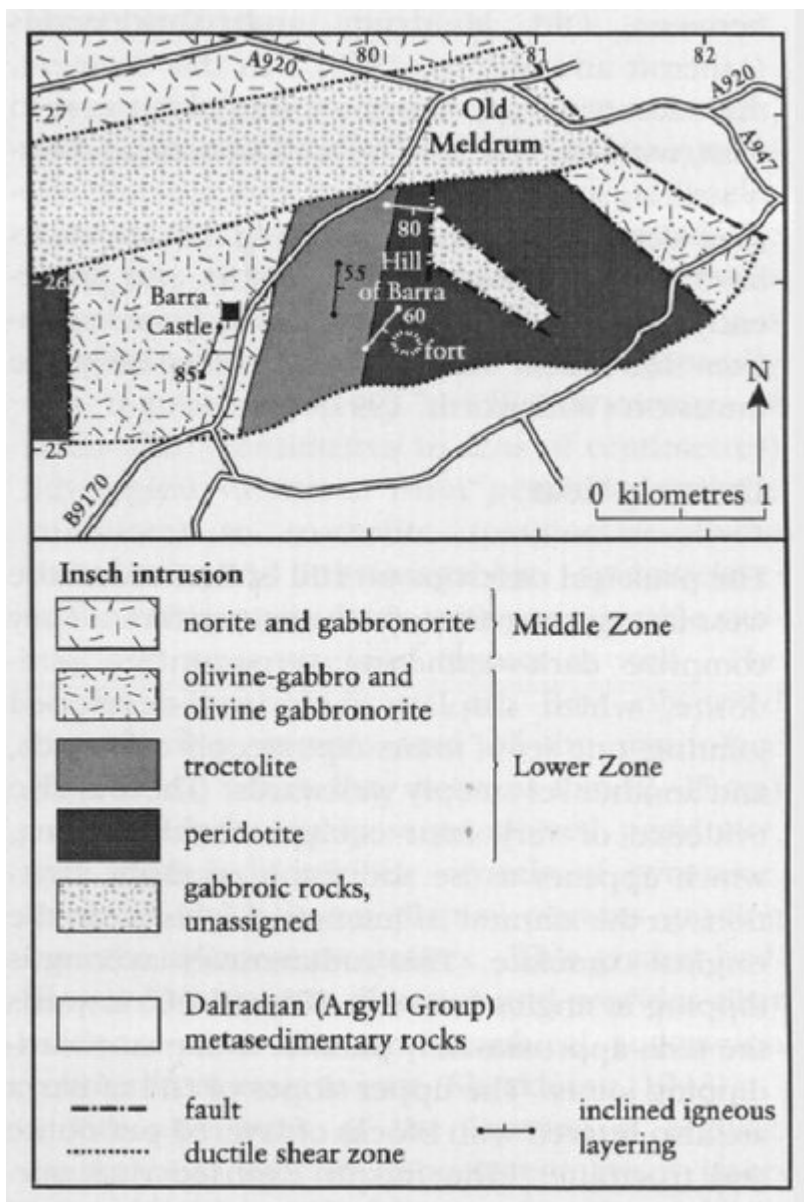 80
81
82
A920
A920
27
Old
Meldrum
A947
80
26
55
Hill
of Barra
Barra
Castle
60
fort
85
N
25
B9170
0 kilometres 1
Insch intrusion
norite and gabbronorite
Middle Zone
olivine-gabbro and
olivine gabbronorite
troctolite
Lower Zone
peridotite
gabbroic rocks,
unassigned
Dalradian (Argyll Group)
metasedimentary rocks
fault
inclined igneous
layering
ductile shear zone